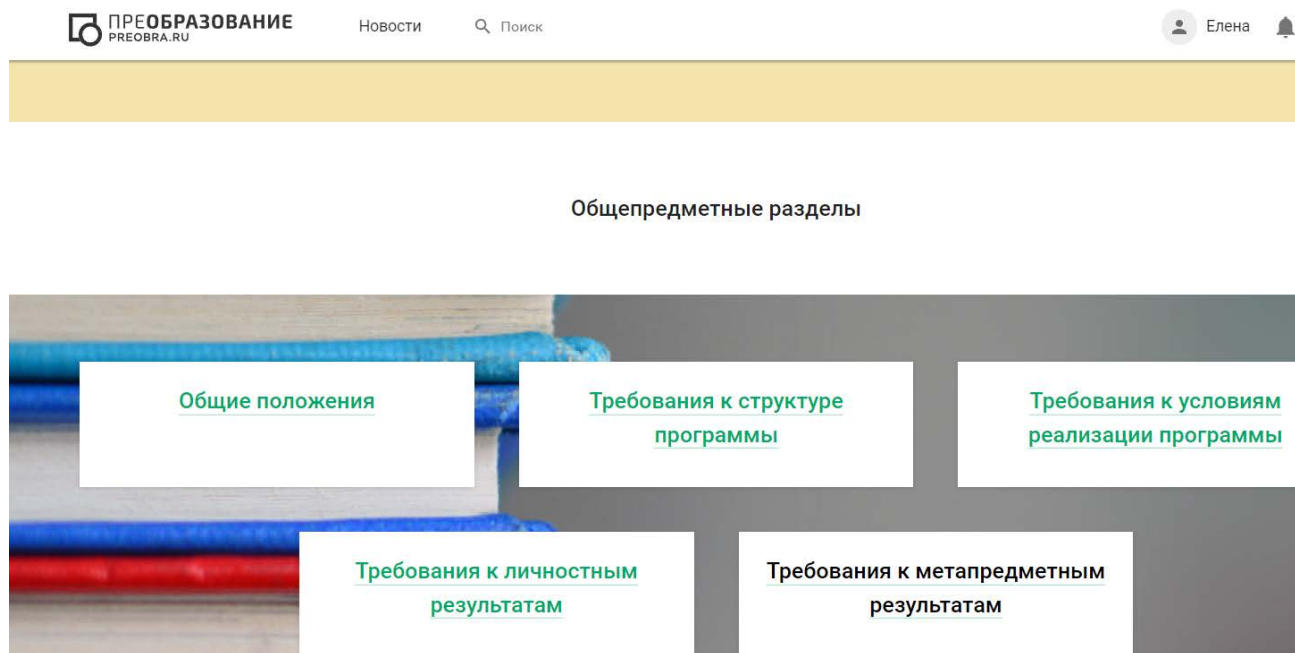 ПРЕОБРАЗОВАНИЕ
PREOBRA.RU
Новости
Поиск
Елена
Общепредметные разделы
Общие положения
Требования к структуре
программы
Требования к условиям
реализации программы
Требования к личностным
результатам
Требования к метапредметным
результатам